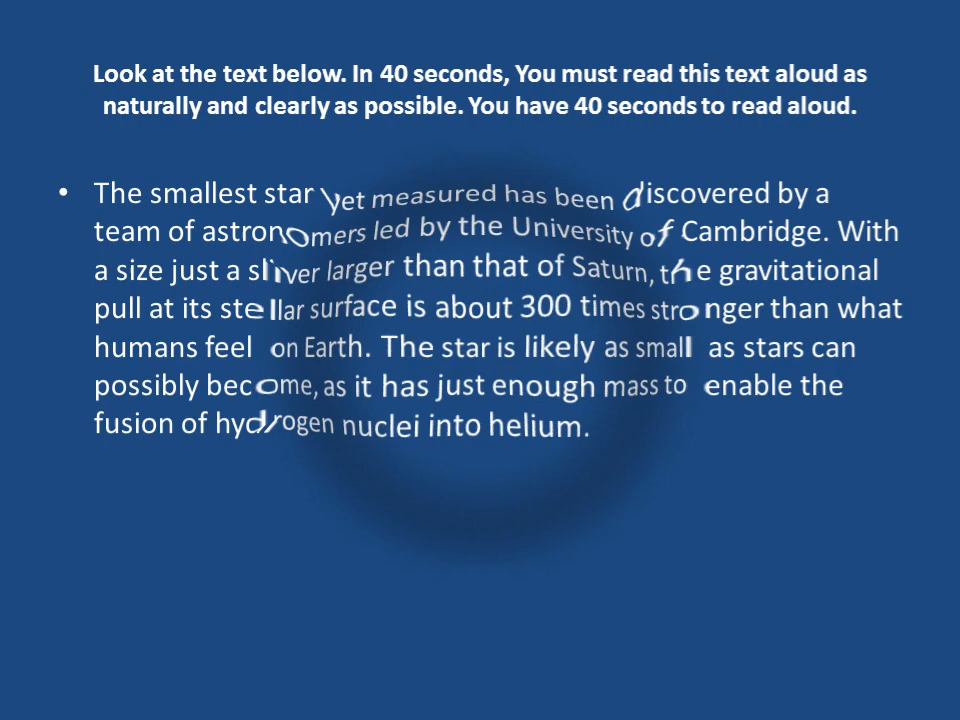 Look at the text below. In 40 seconds, You must read this text aloud as
naturally and clearly as possible. You have 40 seconds to read aloud.
• The smallest star yet measured has been discovered by a
team of astronomers led by the University of Cambridge. With
a size just a sliver larger than that of Saturn, the gravitational
pull at its stellar surface is about 300 times stronger than what
humans feel on Earth. The star is likely as small as stars can
possibly become, as it has just enough mass to enable the
fusion of hydrogen nuclei into helium.